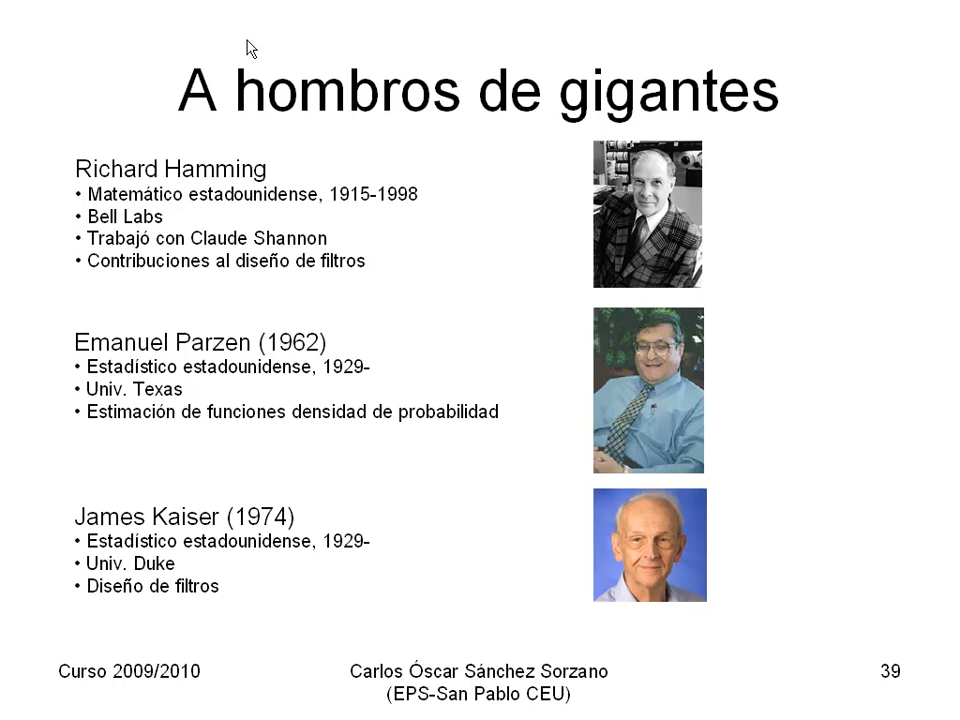 A hombros de gigantes
Richard Hamming
• Matemático estadounidense, 1915-1998
• Bell Labs
• Trabajó con Claude Shannon
• Contribuciones al diseño de filtros
Emanuel Parzen (1962)
• Estadístico estadounidense, 1929-
• Univ. Texas
• Estimación de funciones densidad de probabilidad
James Kaiser (1974)
• Estadístico estadounidense, 1929-
• Univ. Duke
• Diseño de filtros
Curso 2009/2010
Carlos Óscar Sánchez Sorzano
(EPS-San Pablo CEU)
39